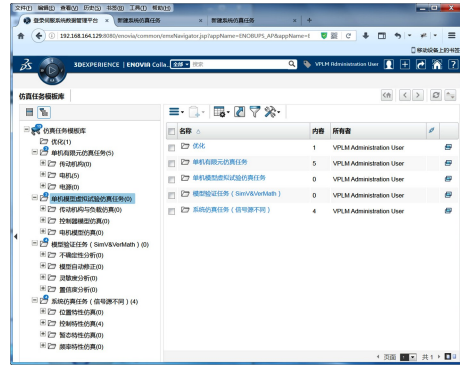 文件(F) 编辑(E) 查看(V) 历史(S) 书签(B) 工具(T) 帮助(H)
登录伺服系统数据管理平台 × 新建系统仿真任务 × 新建系统仿真任务 × +
192.168.164.129:8080/enovia/common/emxNavigator.jsp?appName=ENOBUPS_AP&appName=E
移动设备上的书签
3DEXPERIENCE | ENOVIA Colla. 全部 搜索 VPLM Administration User
仿真任务模板库
仿真任务模板库
优化(1)
单机有限元仿真任务(5)
传动机构(0)
电机(5)
电源(0)
单机模型虚拟试验仿真任务(0)
传动机构与负载仿真(0)
控制器模型的仿真(0)
电机模型仿真(0)
模型验证任务 ( SimV&VerMath ) (0)
不确定性分析(0)
模型自动修正(0)
灵敏度分析(0)
置信度分析(0)
系统仿真任务 ( 信号源不同 ) (4)
位置特性仿真(0)
控制特性仿真(4)
暂态特性仿真(0)
频率特性仿真(0)
名称 内卷 所有者
优化 1 VPLM Administration User
单机有限元仿真任务 5 VPLM Administration User
单机模型虚拟试验仿真任务 0 VPLM Administration User
模型验证任务 ( SimV&VerMath ) 0 VPLM Administration User
系统仿真任务 ( 信号源不同 ) 4 VPLM Administration User
页面 共 1